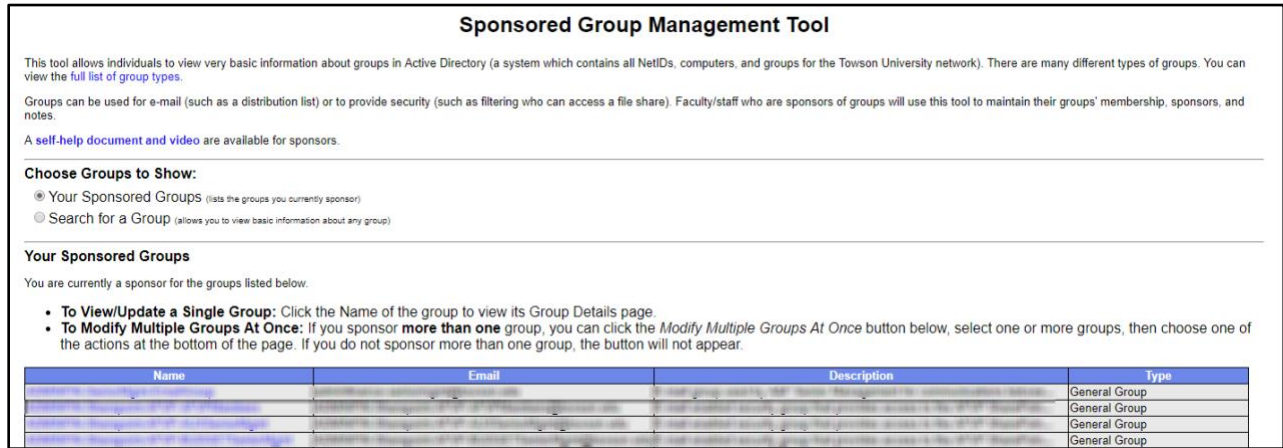 Sponsored Group Management Tool
This tool allows individuals to view very basic information about groups in Active Directory (a system which contains all NetIDs, computers, and groups for the Towson University network). There are many different types of groups. You can
view the full list of group types.
Groups can be used for e-mail (such as a distribution list) or to provide security (such as filtering who can access a file share). Faculty/staff who are sponsors of groups will use this tool to maintain their groups' membership, sponsors, and
notes.
A self-help document and video are available for sponsors.
Choose Groups to Show:
Your Sponsored Groups (lists the groups you currently sponsor)
Search for a Group (allows you to view basic information about any group)
Your Sponsored Groups
You are currently a sponsor for the groups listed below.
• To View/Update a Single Group: Click the Name of the group to view its Group Details page.
• To Modify Multiple Groups At Once: If you sponsor more than one group, you can click the Modify Multiple Groups At Once button below, select one or more groups, then choose one of
the actions at the bottom of the page. If you do not sponsor more than one group, the button will not appear.
Name Email Description Type
General Group
General Group
General Group
General Group